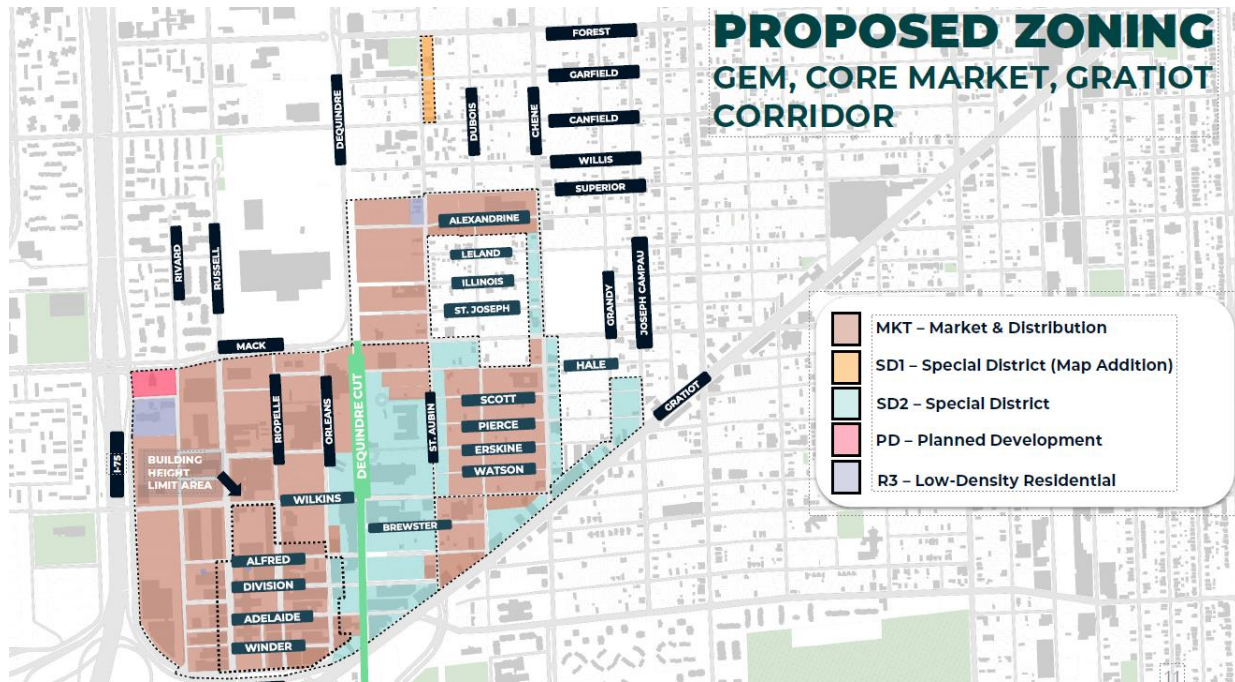 PROPOSED ZONING
GEM, CORE MARKET, GRATIOT
CORRIDOR
FOREST
GARFIELD
DEQUINDRE
DUBOIS
CHENE
CANFIELD
WILLIS
SUPERIOR
ALEXANDRINE
RIVARD
RUSSELL
LELAND
ILLINOIS
ST. JOSEPH
GRANDY
JOSEPH CAMPAU
MACK
HALE
GRATIOT
MKT – Market & Distribution
SD1 – Special District (Map Addition)
SD2 – Special District
PD – Planned Development
R3 – Low-Density Residential
I-75
RIOPELLE
ORLEANS
DEQUINDRE CUT
ST. AUBIN
SCOTT
PIERCE
ERSKINE
WATSON
BUILDING
HEIGHT
LIMIT AREA
WILKINS
BREWSTER
ALFRED
DIVISION
ADELAIDE
WINDER
11